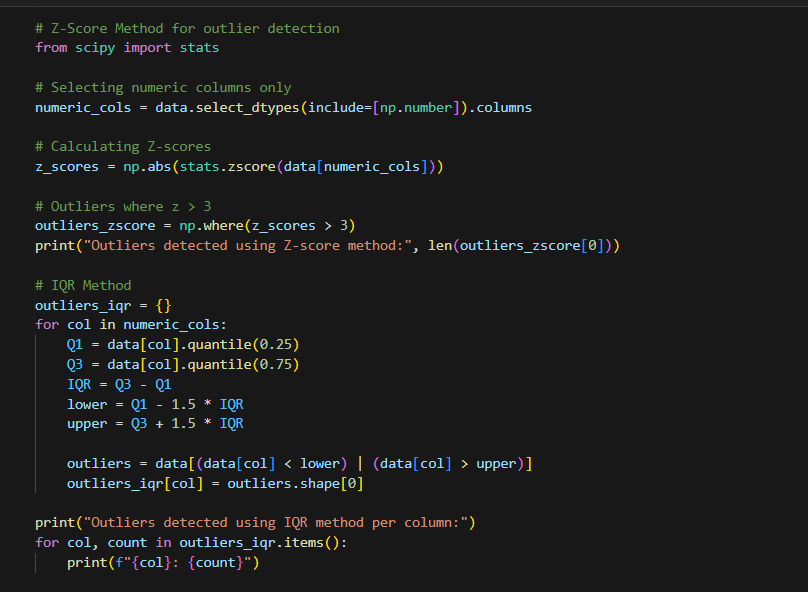 # Z-Score Method for outlier detection
from scipy import stats
# Selecting numeric columns only
numeric_cols = data.select_dtypes(include=[np.number]).columns
# Calculating Z-scores
z_scores = np.abs(stats.zscore(data[numeric_cols]))
# Outliers where z > 3
outliers_zscore = np.where(z_scores > 3)
print("Outliers detected using Z-score method:", len(outliers_zscore[0]))
# IQR Method
outliers_iqr = {}
for col in numeric_cols:
    Q1 = data[col].quantile(0.25)
    Q3 = data[col].quantile(0.75)
    IQR = Q3 - Q1
    lower = Q1 - 1.5 * IQR
    upper = Q3 + 1.5 * IQR
    outliers = data[(data[col] < lower) | (data[col] > upper)]
    outliers_iqr[col] = outliers.shape[0]
print("Outliers detected using IQR method per column:")
for col, count in outliers_iqr.items():
    print(f"{col}: {count}")